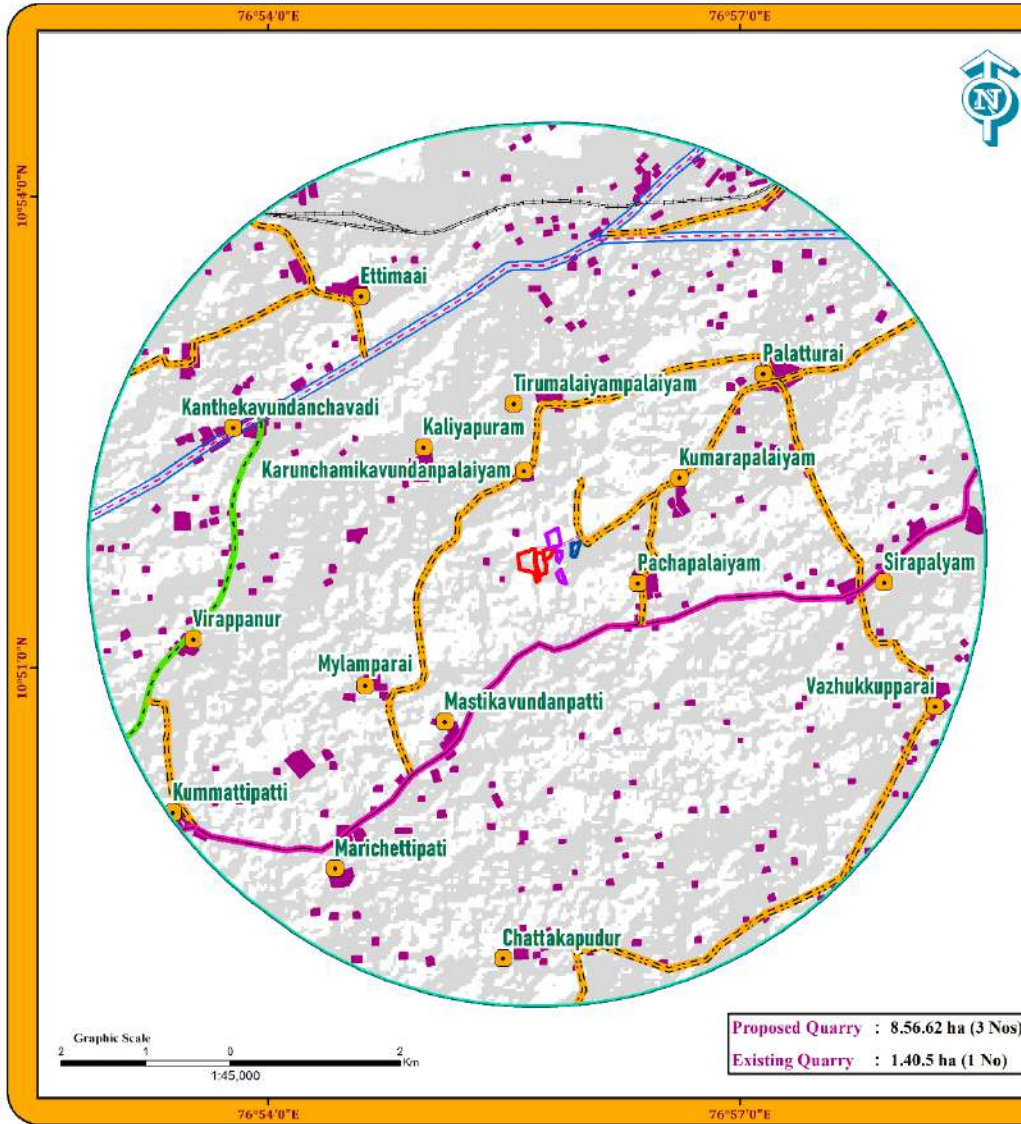 76°54'0"E
76°57'0"E
N
10°54'0"N
Ettimaai
Palatturai
Tirumalaiyampalaiyam
Kanthekavundanchavadi
Kaliyapuram
Karunchamikavundanpalaiyam
Kumarapalaiyam
Pachapalaiyam
Sirapalyam
Virappanur
10°51'0"N
Mylamparai
Mastikavundanpatti
Vazhukkupparai
Kummattipatti
Marichettipati
Chattakapudur
Graphic Scale
2 1 0 2
Km
1:45,000
Proposed Quarry : 8.56.62 ha (3 Nos)
Existing Quarry : 1.40.5 ha (1 No)
76°54'0"E
76°57'0"E